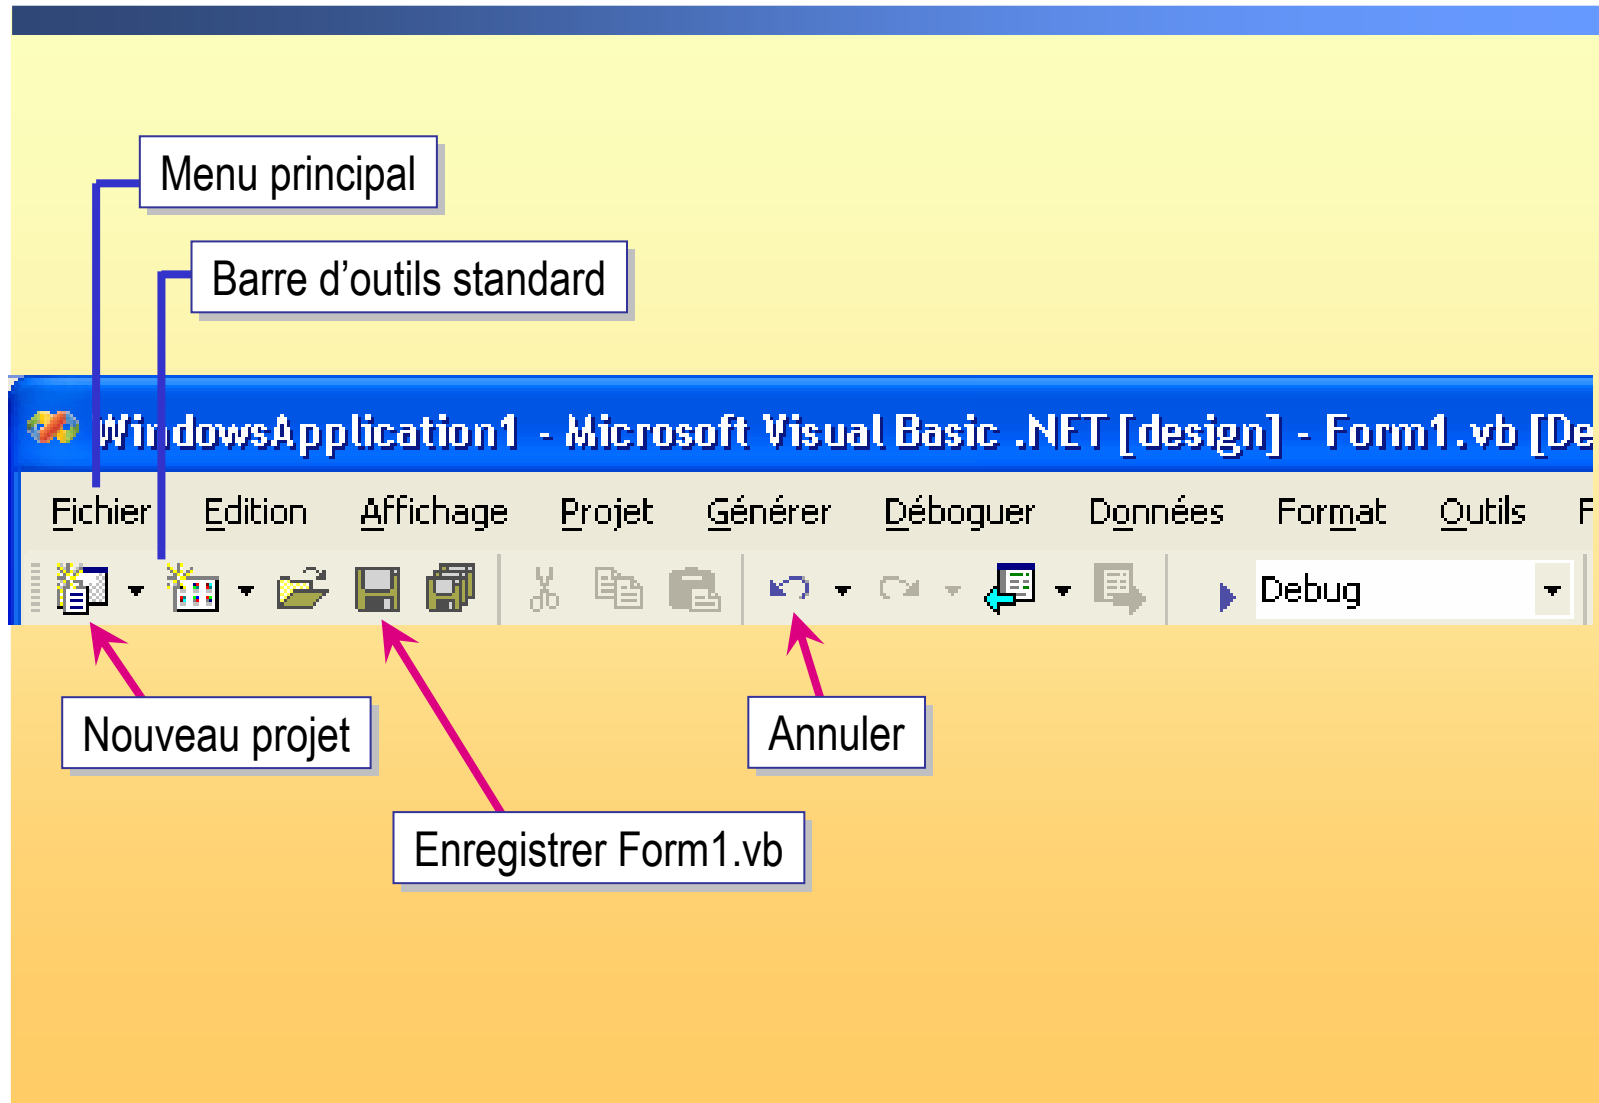 Menu principal
Barre d’outils standard
WindowsApplication1 - Microsoft Visual Basic .NET [design] - Form1.vb [De
Fichier Edition Affichage Projet Générer Déboguer Données Format Outils F
Debug
Nouveau projet
Annuler
Enregistrer Form1.vb